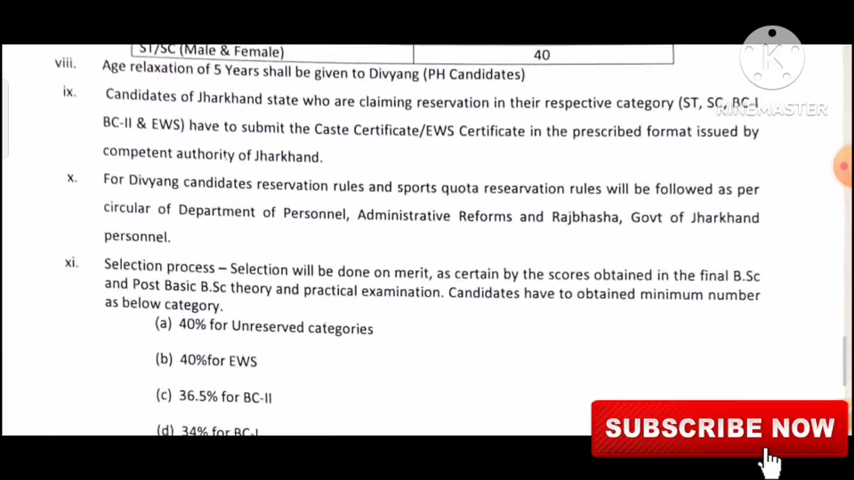 ST/SC (Male & Female) 40
viii. Age relaxation of 5 Years shall be given to Divyang (PH Candidates)
ix. Candidates of Jharkhand state who are claiming reservation in their respective category (ST, SC, BC-I
BC-II & EWS) have to submit the Caste Certificate/EWS Certificate in the prescribed format issued by
competent authority of Jharkhand.
x. For Divyang candidates reservation rules and sports quota researvation rules will be followed as per
circular of Department of Personnel, Administrative Reforms and Rajbhasha, Govt of Jharkhand
personnel.
xi. Selection process – Selection will be done on merit, as certain by the scores obtained in the final B.Sc
and Post Basic B.Sc theory and practical examination. Candidates have to obtained minimum number
as below category.
(a) 40% for Unreserved categories
(b) 40%for EWS
(c) 36.5% for BC-II
(d) 34% for BC-I
K
KINEMASTER
SUBSCRIBE NOW